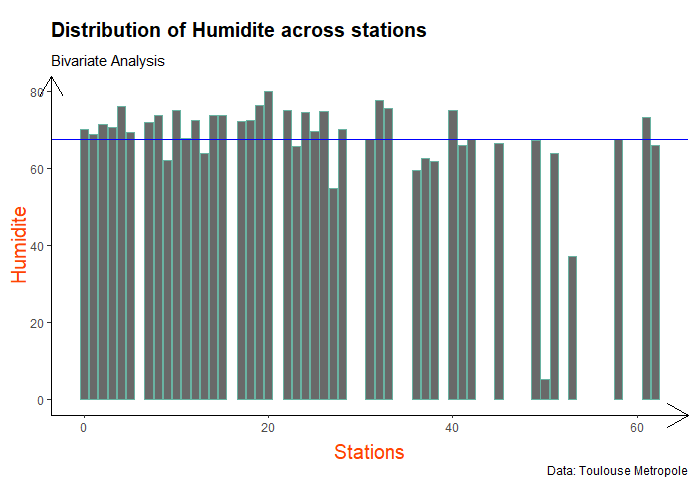 Distribution of Humidite across stations
Bivariate Analysis
80
60
40
20
0
Humidite
0 20 40 60
Stations
Data: Toulouse Metropole